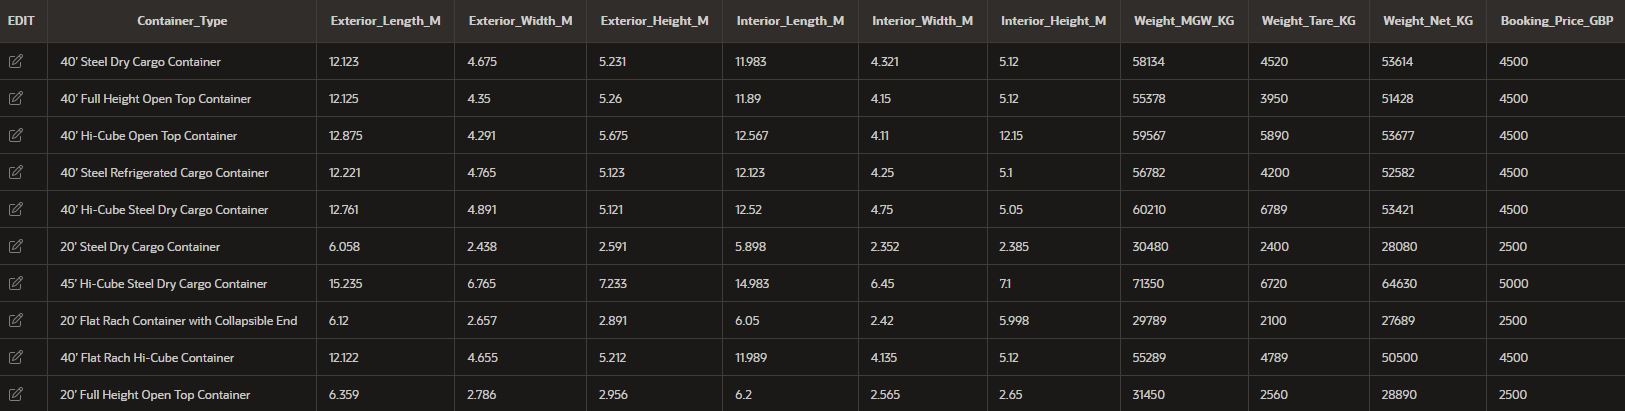 EDIT Container_Type Exterior_Length_M Exterior_Width_M Exterior_Height_M Interior_Length_M Interior_Width_M Interior_Height_M Weight_MGW_KG Weight_Tare_KG Weight_Net_KG Booking_Price_GBP
40' Steel Dry Cargo Container 12.123 4.675 5.231 11.983 4.321 5.12 58134 4520 53614 4500
40' Full Height Open Top Container 12.125 4.35 5.26 11.89 4.15 5.12 55378 3950 51428 4500
40' Hi-Cube Open Top Container 12.875 4.291 5.675 12.567 4.11 12.15 59567 5890 53677 4500
40' Steel Refrigerated Cargo Container 12.221 4.765 5.123 12.123 4.25 5.1 56782 4200 52582 4500
40' Hi-Cube Steel Dry Cargo Container 12.761 4.891 5.121 12.52 4.75 5.05 60210 6789 53421 4500
20' Steel Dry Cargo Container 6.058 2.438 2.591 5.898 2.352 2.385 30480 2400 28080 2500
45' Hi-Cube Steel Dry Cargo Container 15.235 6.765 7.233 14.983 6.45 7.1 71350 6720 64630 5000
20' Flat Rach Container with Collapsible End 6.12 2.657 2.891 6.05 2.42 5.998 29789 2100 27689 2500
40' Flat Rach Hi-Cube Container 12.122 4.655 5.212 11.989 4.135 5.12 55289 4789 50500 4500
20' Full Height Open Top Container 6.359 2.786 2.956 6.2 2.565 2.65 31450 2560 28890 2500